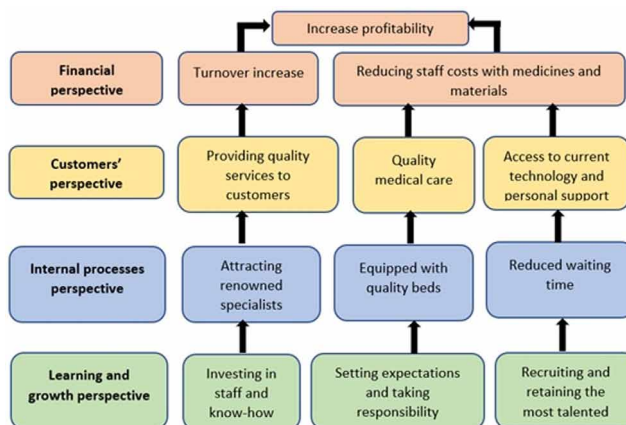 Increase profitability
Financial
perspective
Turnover increase
Reducing staff costs with medicines and
materials
Customers'
perspective
Providing quality
services to
customers
Quality
medical care
Access to current
technology and
personal support
Internal processes
perspective
Attracting
renowned
specialists
Equipped with
quality beds
Reduced waiting
time
Learning and
growth perspective
Investing in
staff and
know-how
Setting expectations
and taking
responsibility
Recruiting and
retaining the
most talented